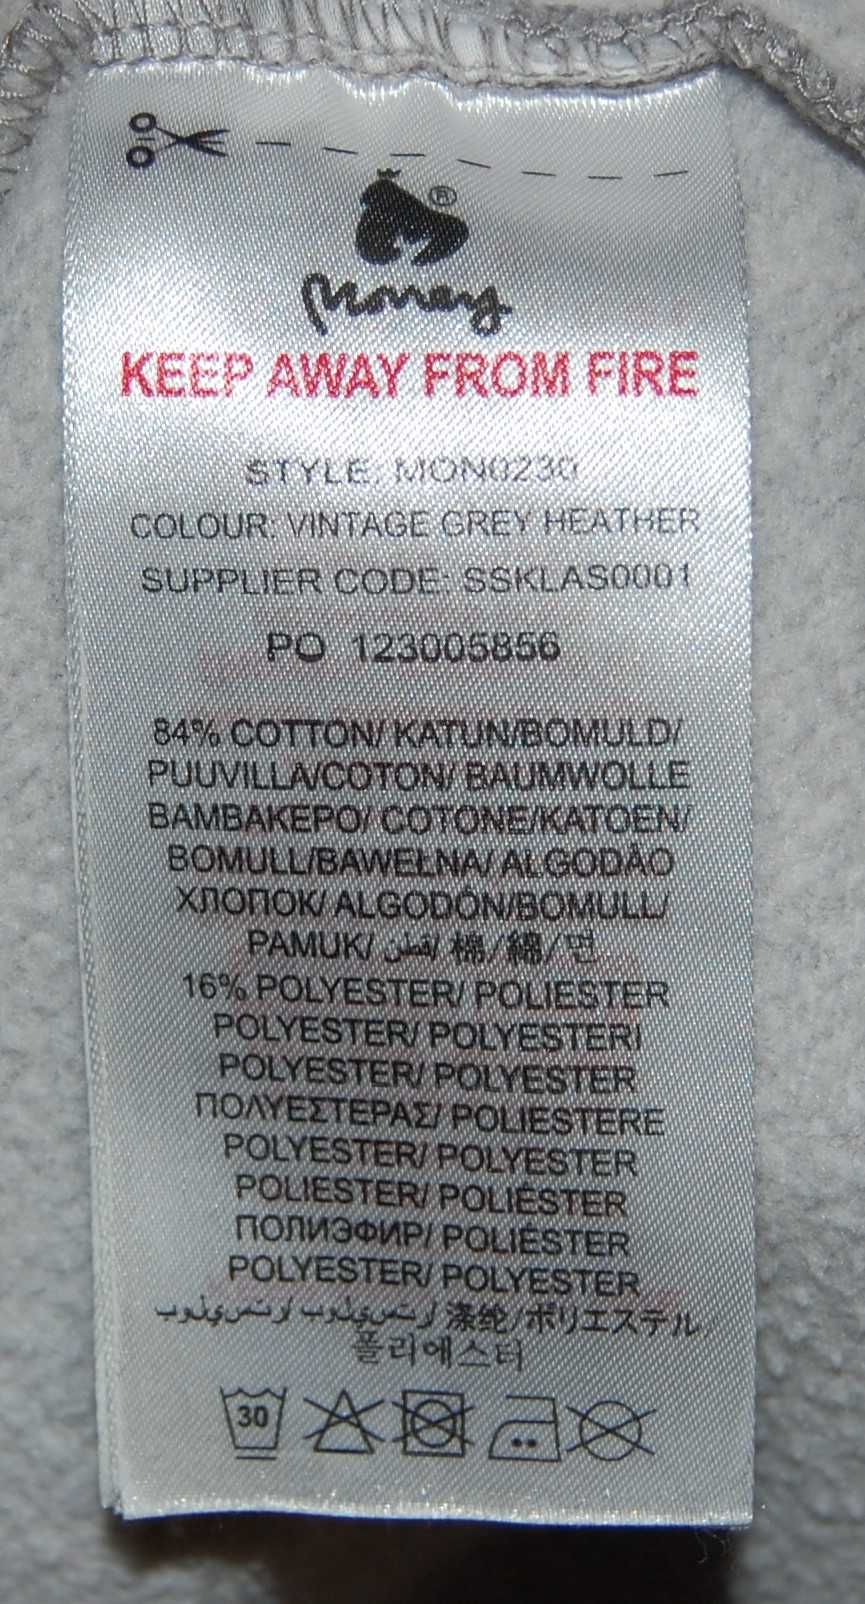 ®
Money
KEEP AWAY FROM FIRE
STYLE: MON0230
COLOUR: VINTAGE GREY HEATHER
SUPPLIER CODE: SSKLAS0001
PO 123005856
84% COTTON/ KATUN/BOMULD/
PUUVILLA/COTON/ BAUMWOLLE
BAMBAKEPO/ COTONE/KATOEN/
BOMULL/BAWEŁNA/ ALGODÃO
ХЛОПОК/ ALGODÓN/BOMULL/
PAMUK/ قطن/ 棉/綿/면
16% POLYESTER/ POLIESTER
POLYESTER/ POLYESTERI
POLYESTER/ POLYESTER
ΠΟΛΥΕΣΤΕΡΑΣ/ POLIESTERE
POLYESTER/ POLYESTER
POLIESTER/ POLIÉSTER
ПОЛИЭФИР/ POLIÉSTER
POLYESTER/ POLYESTER
بوليستر/ بوليستر/ 涤纶/ポリエステル/
폴리에스터
30